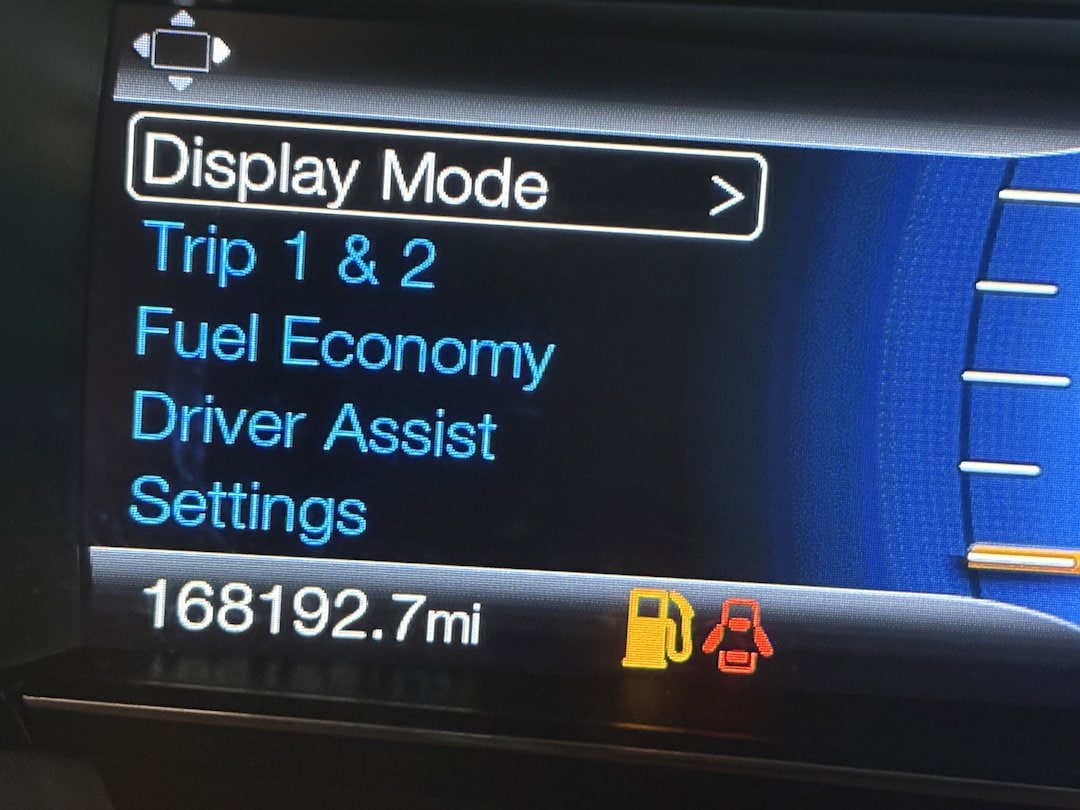 Display Mode >
Trip 1 & 2
Fuel Economy
Driver Assist
Settings
168192.7mi